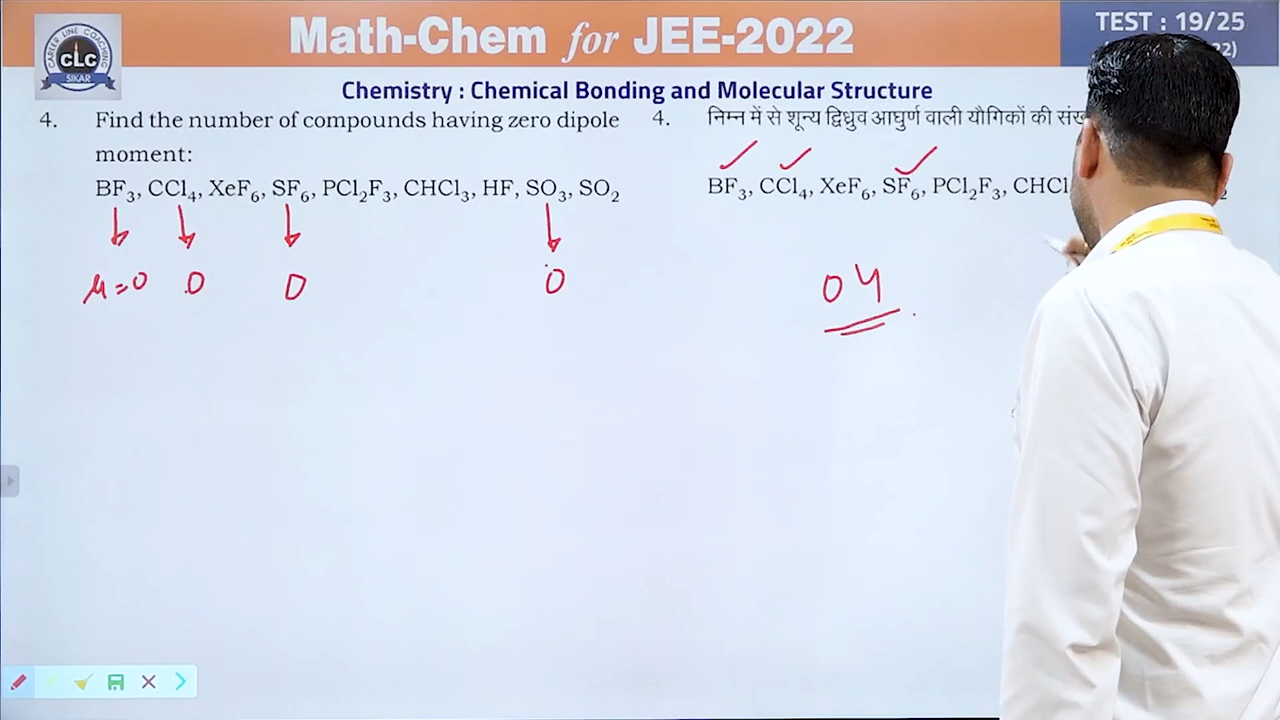 CAREER LINE COACHING
CLC
SIKAR
Math-Chem for JEE-2022
TEST : 19/25
22)
Chemistry : Chemical Bonding and Molecular Structure
4. Find the number of compounds having zero dipole
moment:
BF₃, CCl₄, XeF₆, SF₆, PCl₂F₃, CHCl₃, HF, SO₃, SO₂
μ=0 0 0 0
4. निम्न में से शून्य द्विध्रुव आघुर्ण वाली यौगिकों की
BF₃, CCl₄, XeF₆, SF₆, PCl₂F₃, CHCl
2
04